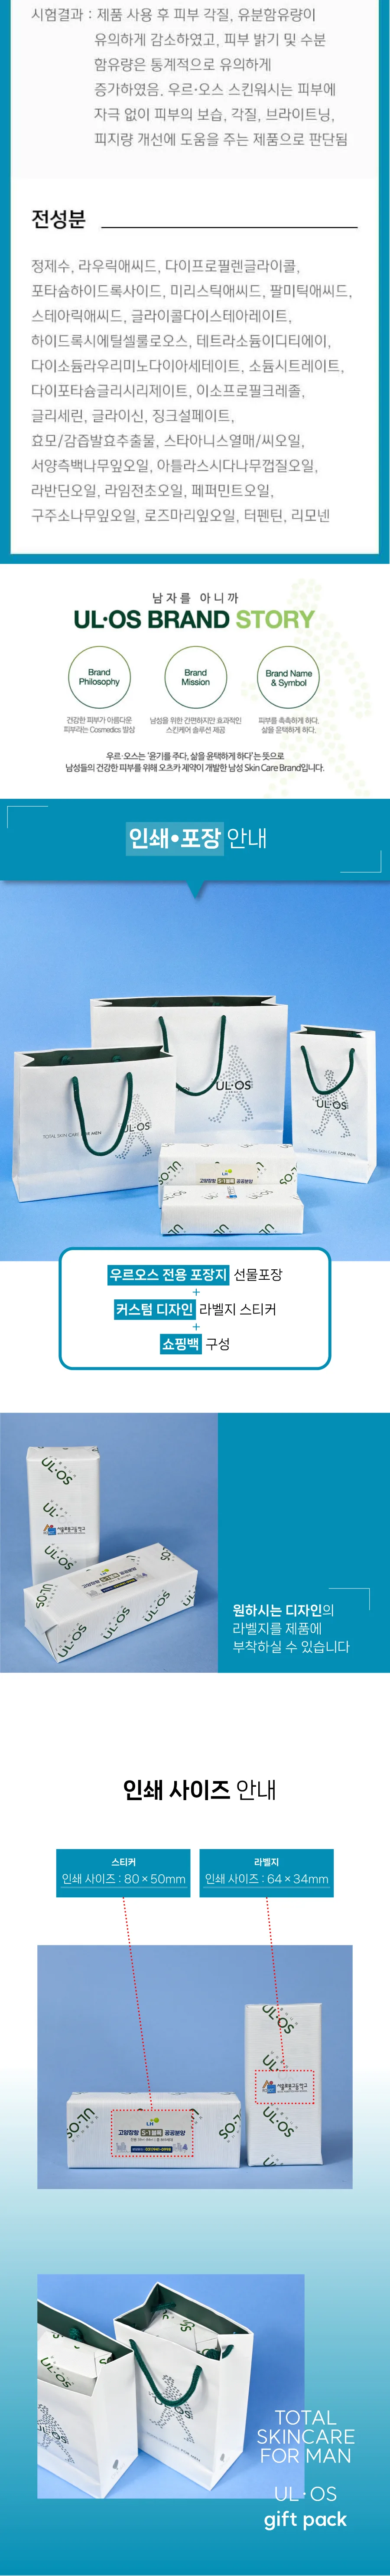 시험결과 : 제품 사용 후 피부 각질, 유분함유량이
유의하게 감소하였고, 피부 밝기 및 수분
함유량은 통계적으로 유의하게
증가하였음. 우르·오스 스킨워시는 피부에
자극 없이 피부의 보습, 각질, 브라이트닝,
피지량 개선에 도움을 주는 제품으로 판단됨
전성분
정제수, 라우릭애씨드, 다이프로필렌글라이콜,
포타슘하이드록사이드, 미리스틱애씨드, 팔미틱애씨드,
스테아릭애씨드, 글라이콜다이스테아레이트,
하이드록시에틸셀룰로오스, 테트라소듐이디티에이,
다이소듐라우리미노다이아세테이트, 소듐시트레이트,
다이포타슘글리시리제이트, 이소프로필크레졸,
글리세린, 글라이신, 징크설페이트,
효모/감즙발효추출물, 스타아니스열매/씨오일,
서양측백나무잎오일, 아틀라스시다나무껍질오일,
라반딘오일, 라임전초오일, 페퍼민트오일,
구주소나무잎오일, 로즈마리잎오일, 터펜틴, 리모넨
남자를 아니까
UL·OS BRAND STORY
Brand
Philosophy
Brand
Mission
Brand Name
& Symbol
건강한 피부가 아름다운
피부라는 Cosmedics 발상
남성을 위한 간편하지만 효과적인
스킨케어 솔루션 제공
피부를 촉촉하게 하다.
삶을 윤택하게 하다.
우르·오스는 '윤기를 주다, 삶을 윤택하게 하다'는 뜻으로
남성들의 건강한 피부를 위해 오츠카 제약이 개발한 남성 Skin Care Brand입니다.
인쇄•포장 안내
UL·OS
TOTAL SKIN CARE FOR MEN
UL·OS
UL·OS
TOTAL SKIN CARE FOR MEN
우르오스 전용 포장지 선물포장
+
커스텀 디자인 라벨지 스티커
+
쇼핑백 구성
UL·OS
UL·OS
UL·OS
원하시는 디자인의
라벨지를 제품에
부착하실 수 있습니다
인쇄 사이즈 안내
스티커
인쇄 사이즈 : 80 × 50mm
라벨지
인쇄 사이즈 : 64 × 34mm
UL·OS
LH
고양장항 S-1블록 공공분양
UL·OS
TOTAL
SKINCARE
FOR MAN
UL·OS
gift pack